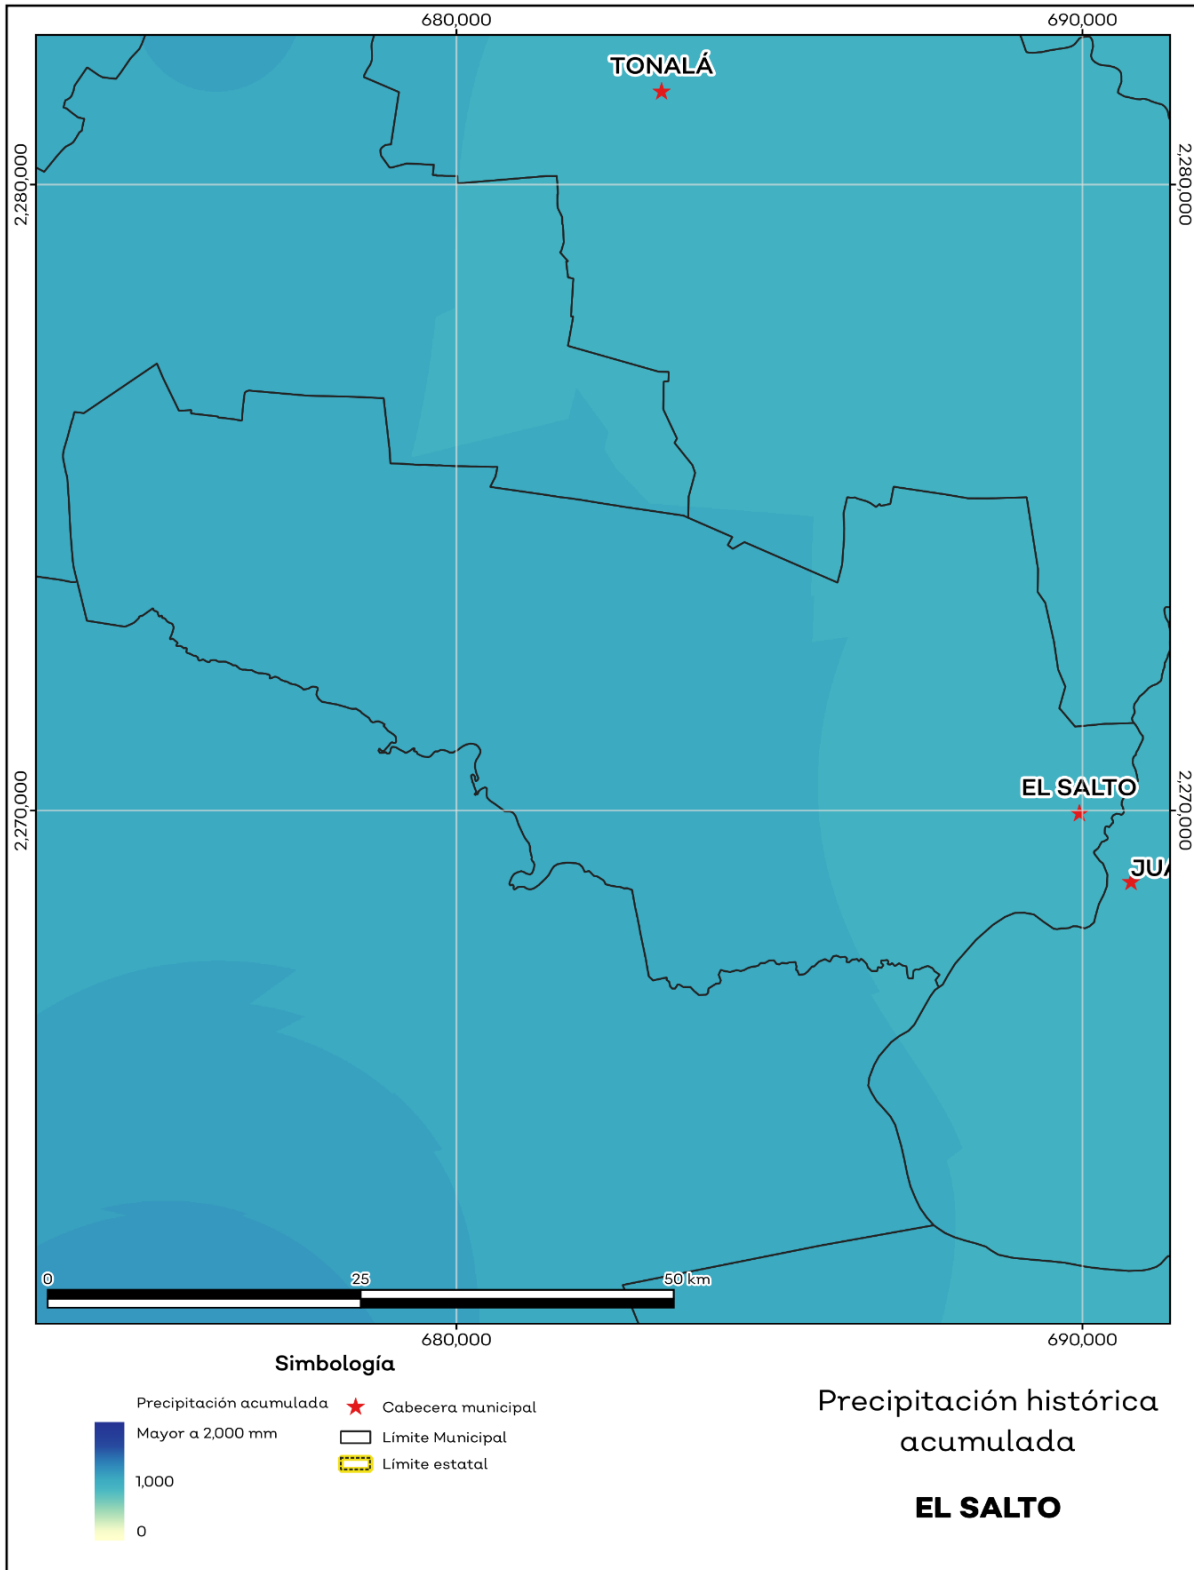 680,000
690,000
TONALÁ
2,280,000
2,280,000
EL SALTO
2,270,000
2,270,000
JUA
0
25
50 km
680,000
690,000
Simbología
Precipitación acumulada
Mayor a 2,000 mm
1,000
0
Cabecera municipal
Límite Municipal
Límite estatal
Precipitación histórica
acumulada
EL SALTO